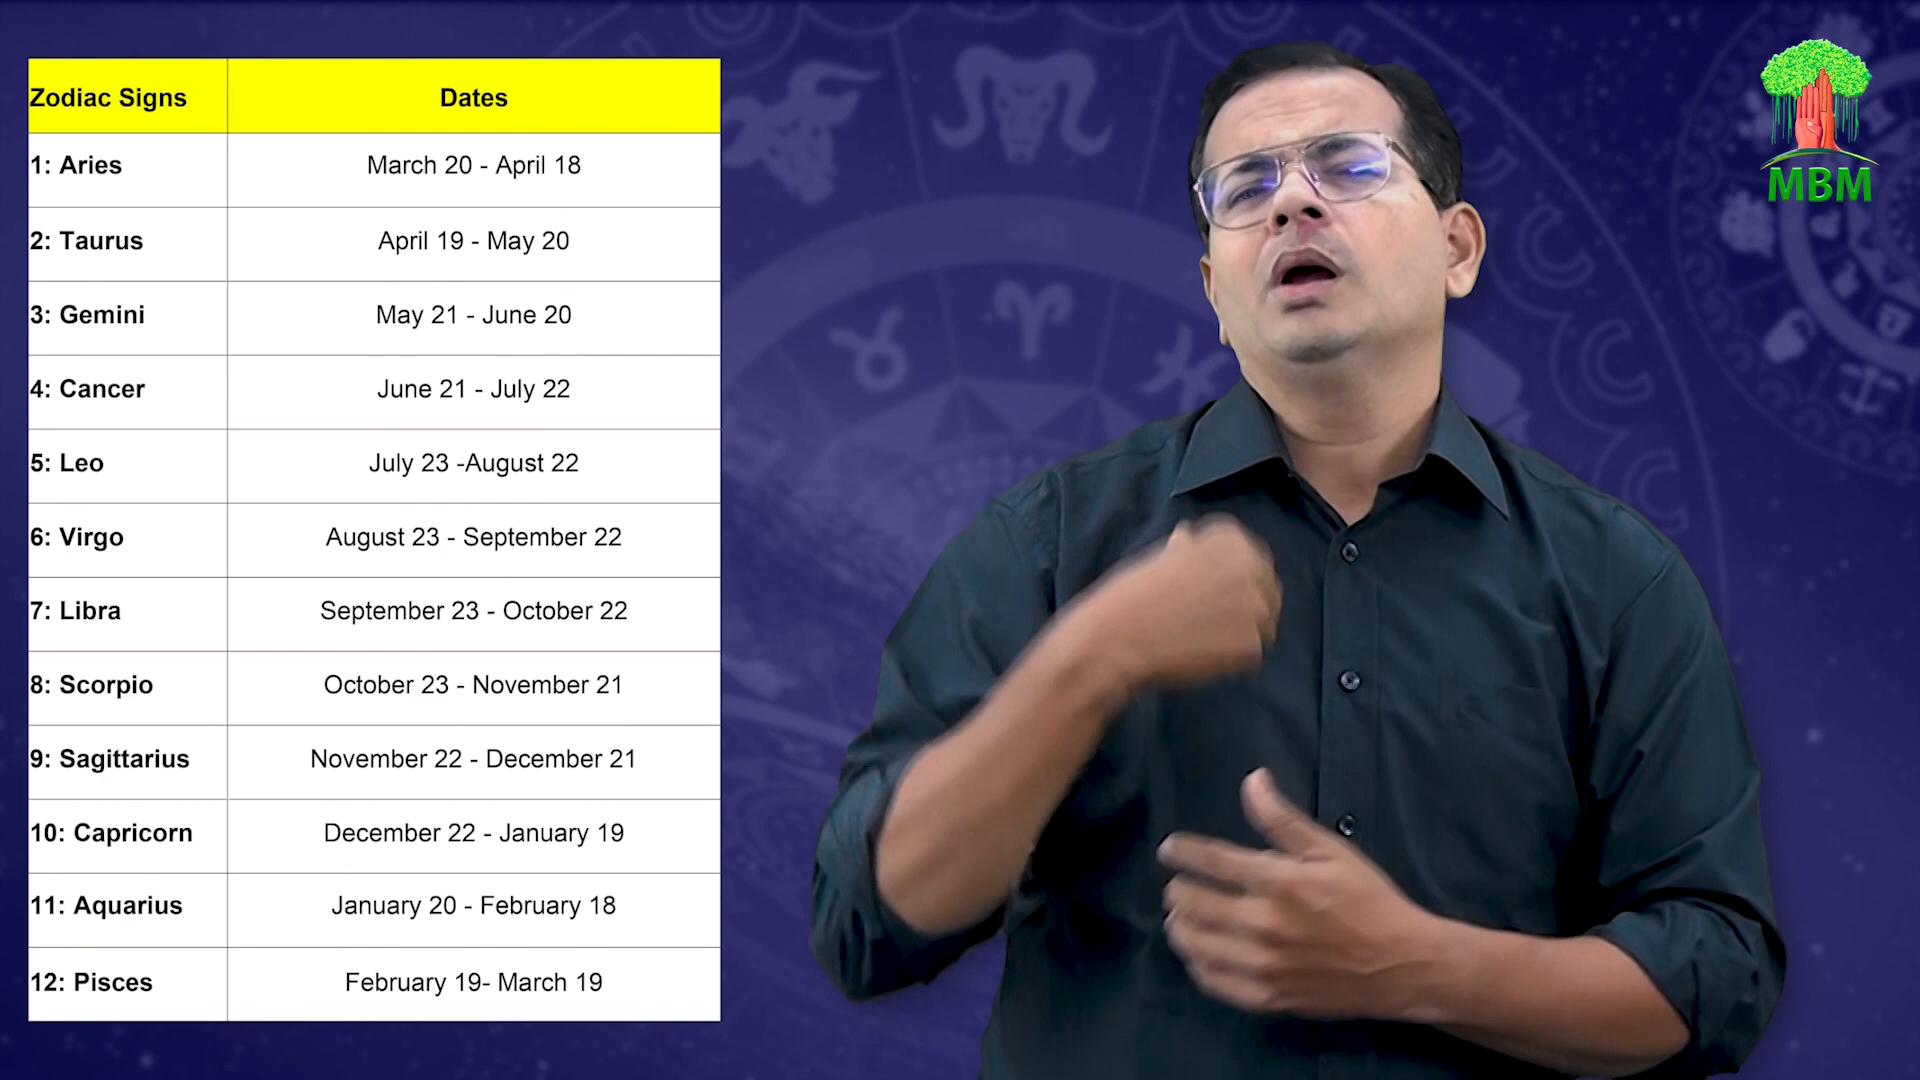 Zodiac Signs Dates
1: Aries March 20 - April 18
2: Taurus April 19 - May 20
3: Gemini May 21 - June 20
4: Cancer June 21 - July 22
5: Leo July 23 -August 22
6: Virgo August 23 - September 22
7: Libra September 23 - October 22
8: Scorpio October 23 - November 21
9: Sagittarius November 22 - December 21
10: Capricorn December 22 - January 19
11: Aquarius January 20 - February 18
12: Pisces February 19- March 19
MBM